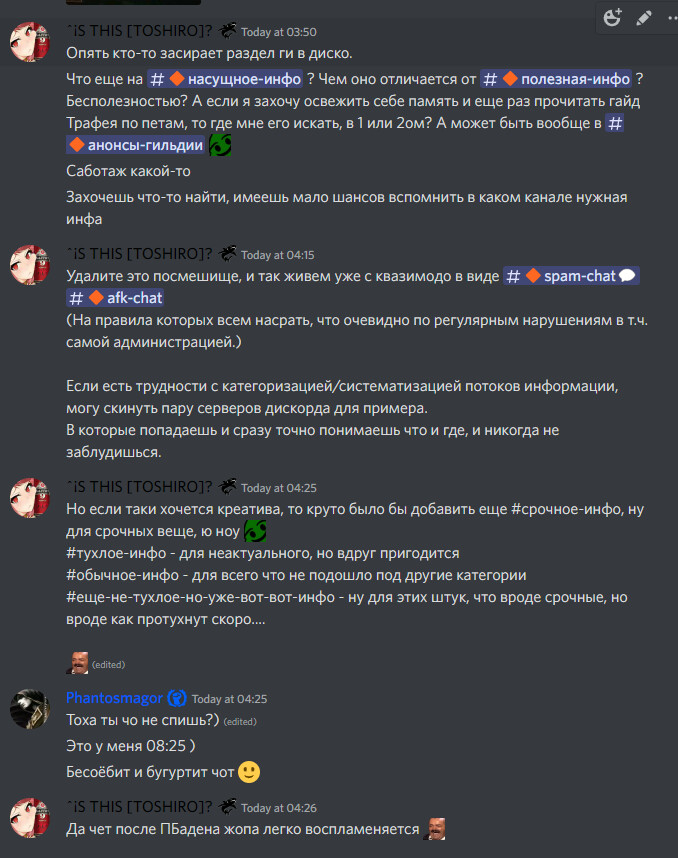 ˆiS THIS [TOSHIRO]? Today at 03:50
Опять кто-то засирает раздел ги в диско.
Что еще на # насущное-инфо ? Чем оно отличается от # полезная-инфо ?
Бесполезностью? А если я захочу освежить себе память и еще раз прочитать гайд
Трафея по петам, то где мне его искать, в 1 или 2ом? А может быть вообще в #
анонсы-гильдии
Саботаж какой-то
Захочешь что-то найти, имеешь мало шансов вспомнить в каком канале нужная
инфа
ˆiS THIS [TOSHIRO]? Today at 04:15
Удалите это посмешище, и так живем уже с квазимодо в виде # spam-chat
# afk-chat
(На правила которых всем насрать, что очевидно по регулярным нарушениям в т.ч.
самой администрацией.)
Если есть трудности с категоризацией/систематизацией потоков информации,
могу скинуть пару серверов дискорда для примера.
В которые попадаешь и сразу точно понимаешь что и где, и никогда не
заблудишься.
ˆiS THIS [TOSHIRO]? Today at 04:25
Но если таки хочется креатива, то круто было бы добавить еще #срочное-инфо, ну
для срочных веще, ю ноу
#тухлое-инфо - для неактуального, но вдруг пригодится
#обычное-инфо - для всего что не подошло под другие категории
#еще-не-тухлое-но-уже-вот-вот-инфо - ну для этих штук, что вроде срочные, но
вроде как протухнут скоро....
(edited)
Phantosmagor Today at 04:25
Тоха ты чо не спишь?) (edited)
Это у меня 08:25 )
Бесоёбит и бугуртит чот
ˆiS THIS [TOSHIRO]? Today at 04:26
Да чет после ПБадена жопа легко воспламеняется